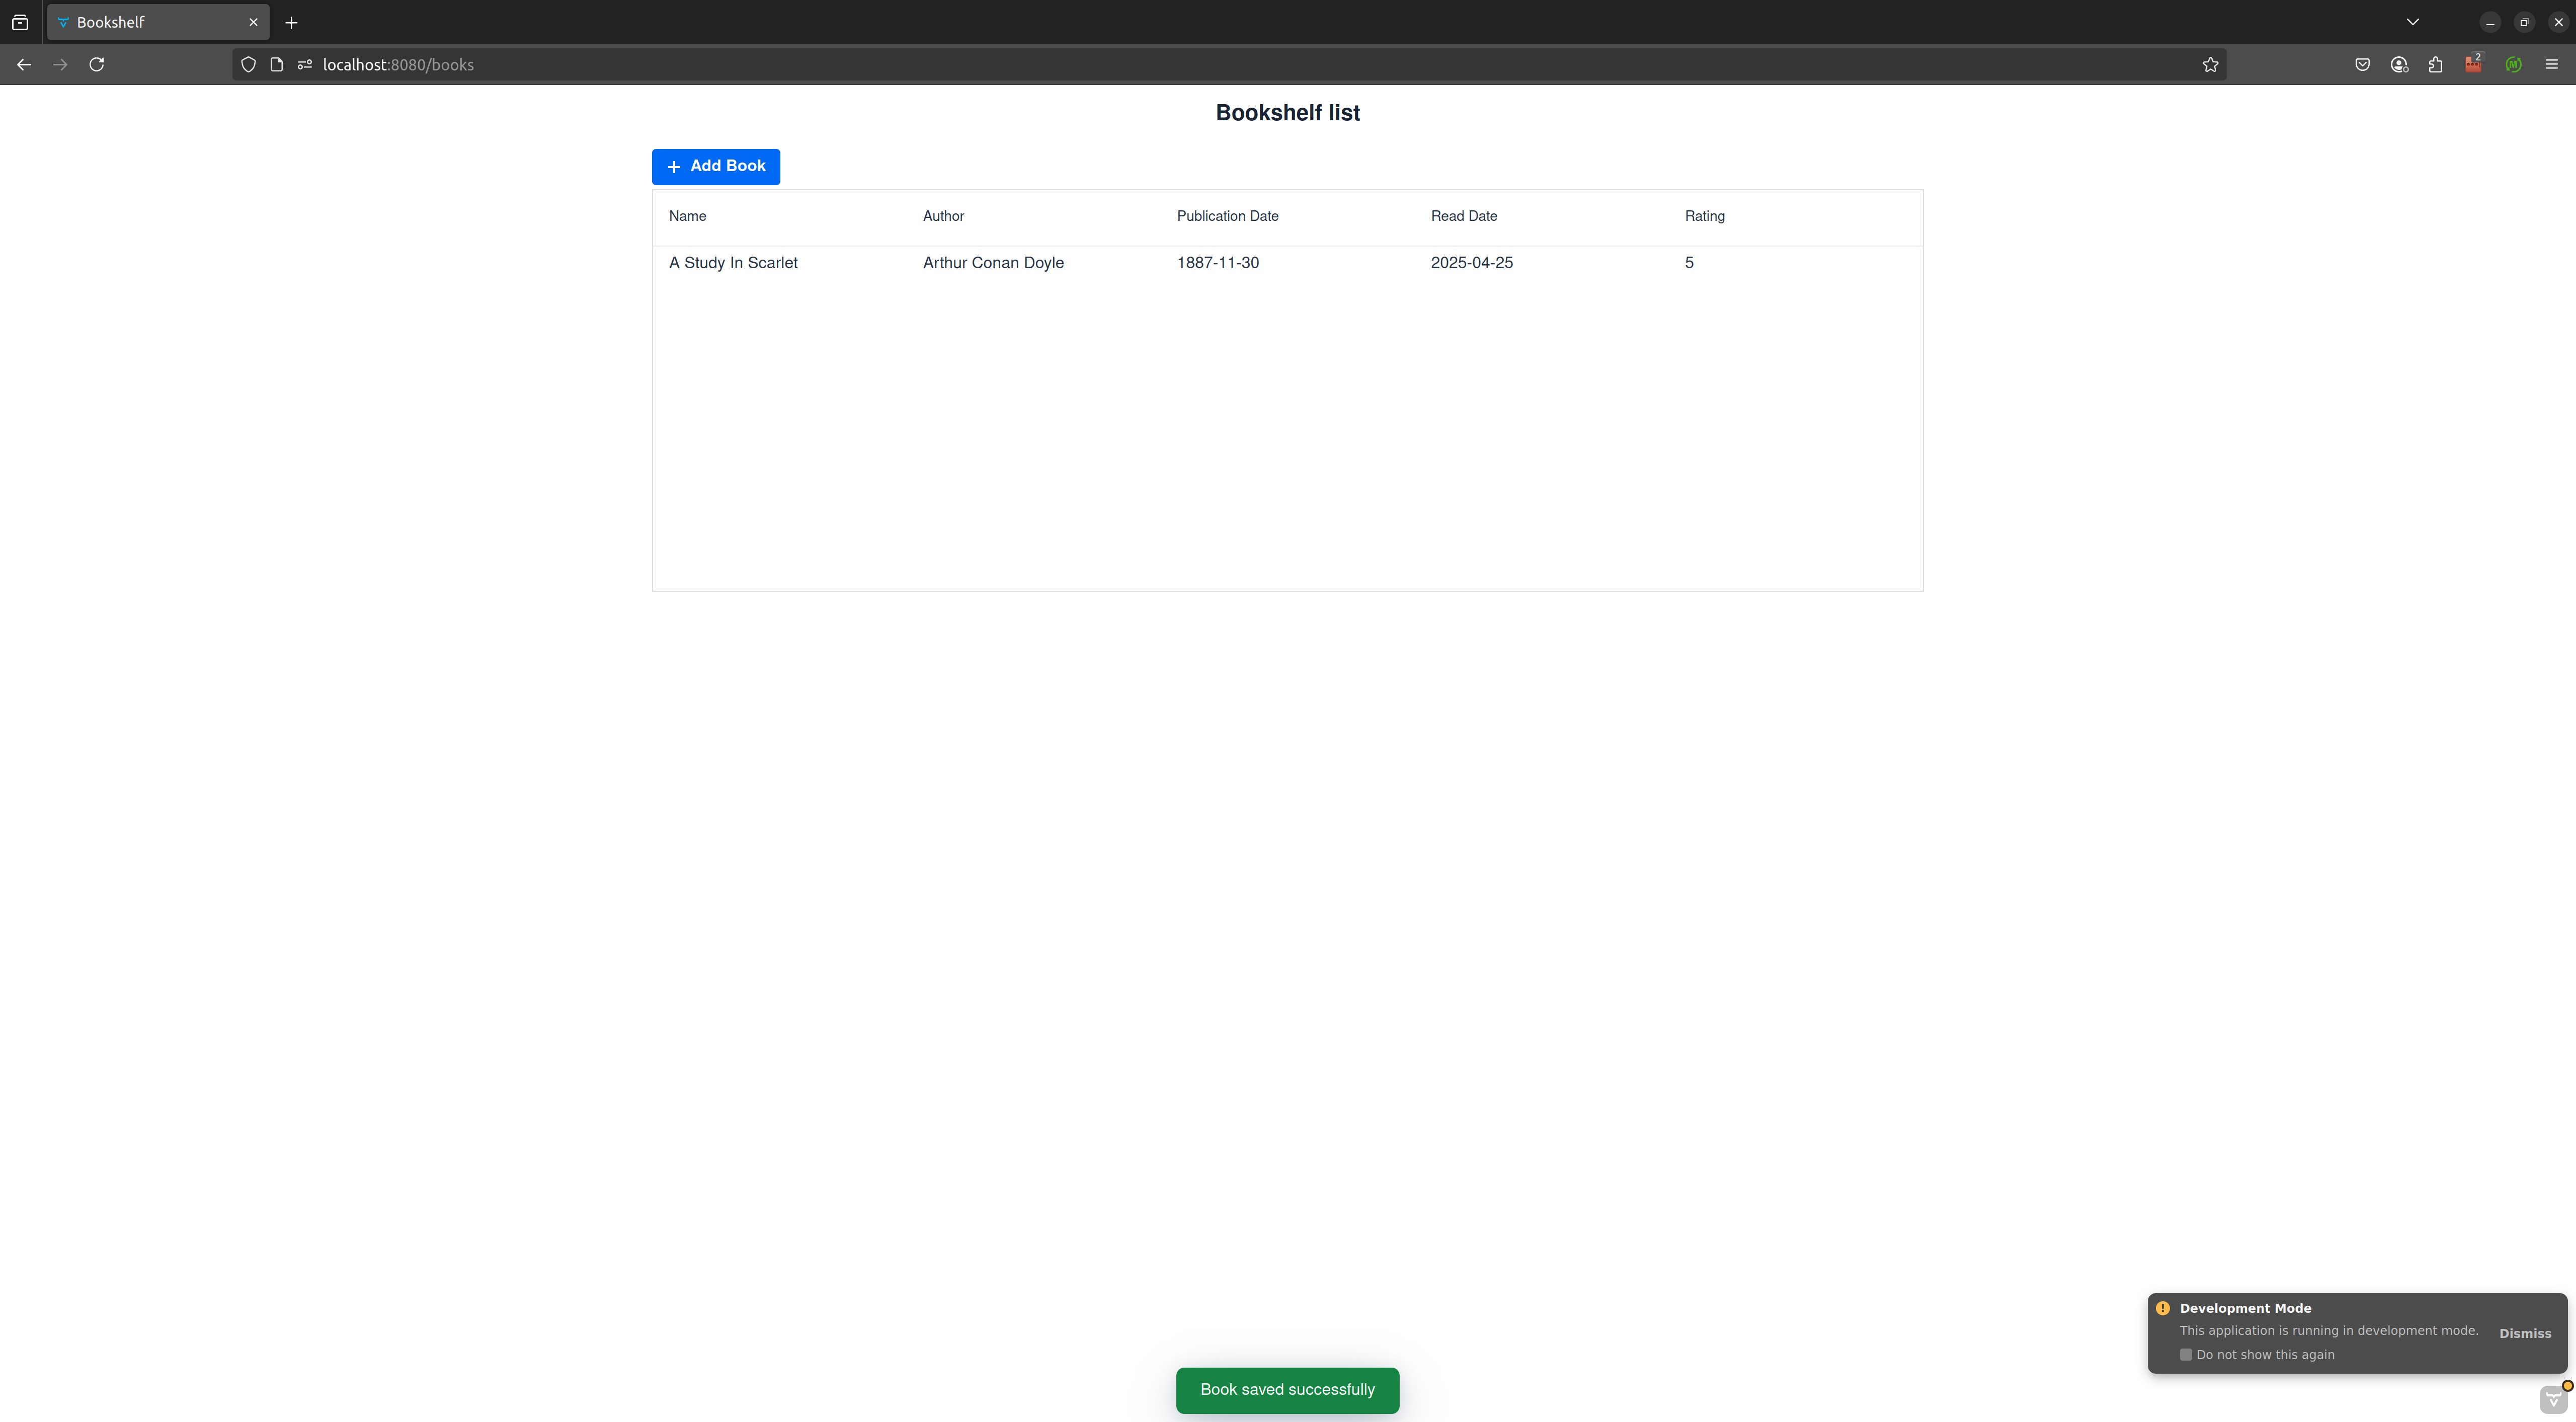 Bookshelf
localhost:8080/books
2
Bookshelf list
Add Book
Name Author Publication Date Read Date Rating
A Study In Scarlet Arthur Conan Doyle 1887-11-30 2025-04-25 5
Development Mode
This application is running in development mode.
Dismiss
Do not show this again
Book saved successfully